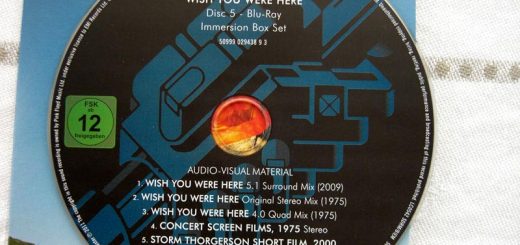 WISH YOU WERE HERE
Disc 5 - Blu-Ray
Immersion Box Set
50999 029438 9 3
FSK
ab
12
freigegeben
AUDIO-VISUAL MATERIAL
1. WISH YOU WERE HERE 5.1 Surround Mix (2009)
2. WISH YOU WERE HERE Original Stereo Mix (1975)
3. WISH YOU WERE HERE 4.0 Quad Mix (1975)
4. CONCERT SCREEN FILMS, 1975 Stereo
5. STORM THORGERSON SHORT FILM, 2000